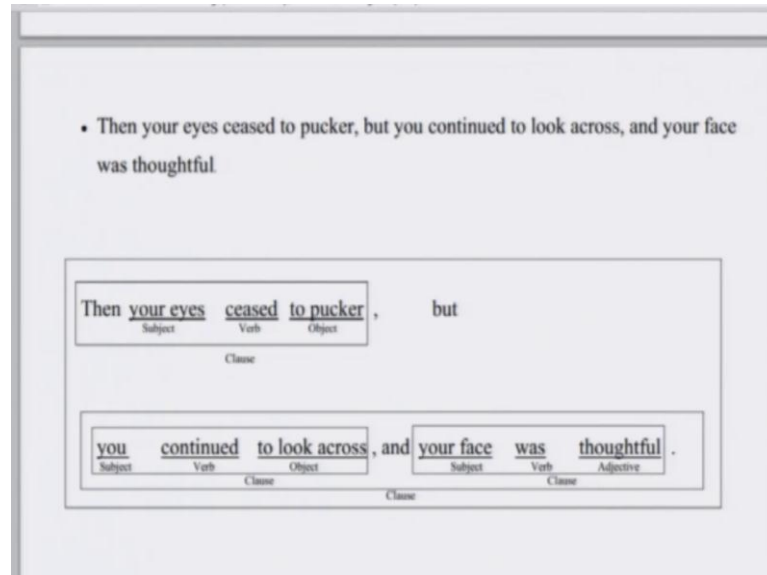 • Then your eyes ceased to pucker, but you continued to look across, and your face
was thoughtful.
Then your eyes ceased to pucker , but
Subject Verb Object
Clause
you continued to look across , and your face was thoughtful .
Subject Verb Object Subject Verb Adjective
Clause Clause
Clause